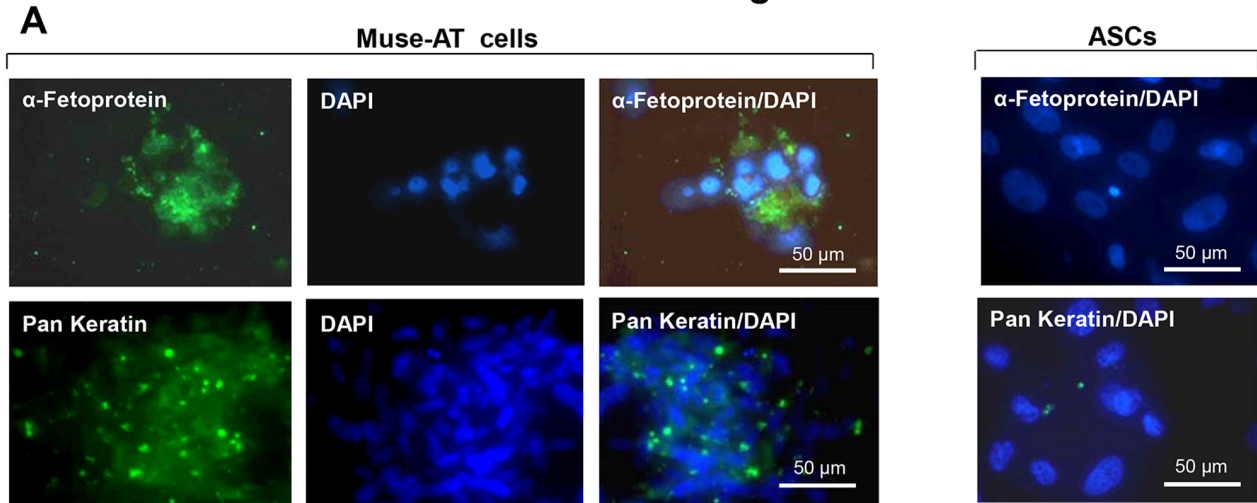 A
Muse-AT cells
ASCs
α-Fetoprotein
DAPI
α-Fetoprotein/DAPI
50 µm
α-Fetoprotein/DAPI
50 µm
Pan Keratin
DAPI
Pan Keratin/DAPI
50 µm
Pan Keratin/DAPI
50 µm